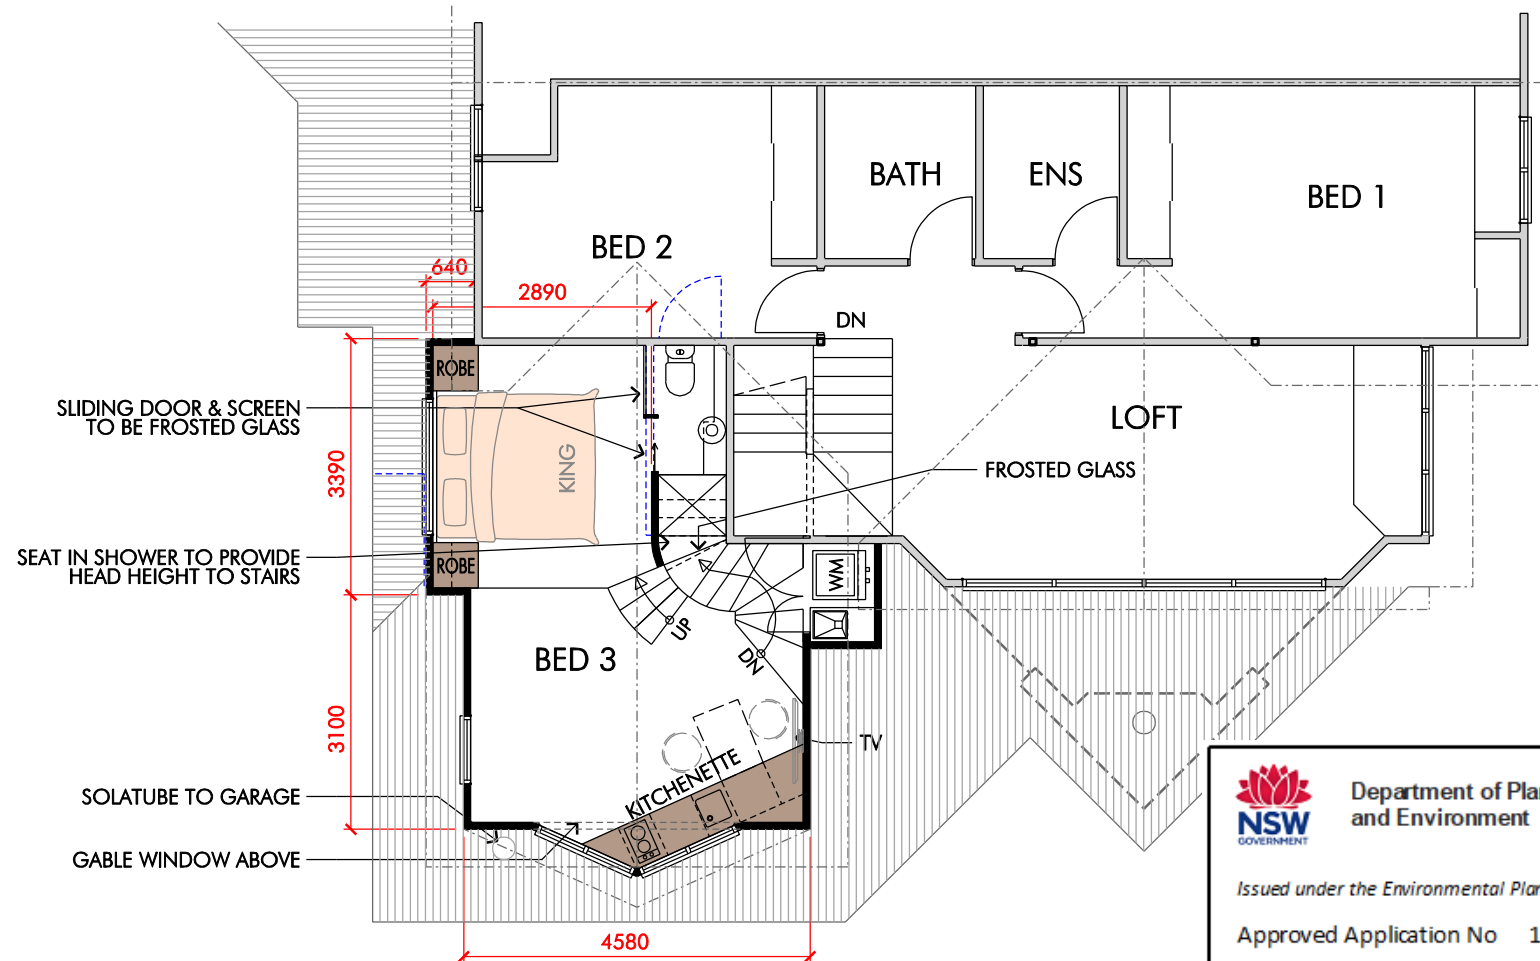 BATH
ENS
BED 1
BED 2
640
2890
DN
ROBE
SLIDING DOOR & SCREEN
TO BE FROSTED GLASS
LOFT
KING
3390
FROSTED GLASS
SEAT IN SHOWER TO PROVIDE
HEAD HEIGHT TO STAIRS
ROBE
WM
UP
BED 3
DN
3100
TV
KITCHENETTE
SOLATUBE TO GARAGE
GABLE WINDOW ABOVE
4580
NSW
GOVERNMENT
Department of Plan
and Environment
Issued under the Environmental Plan
Approved Application No 1